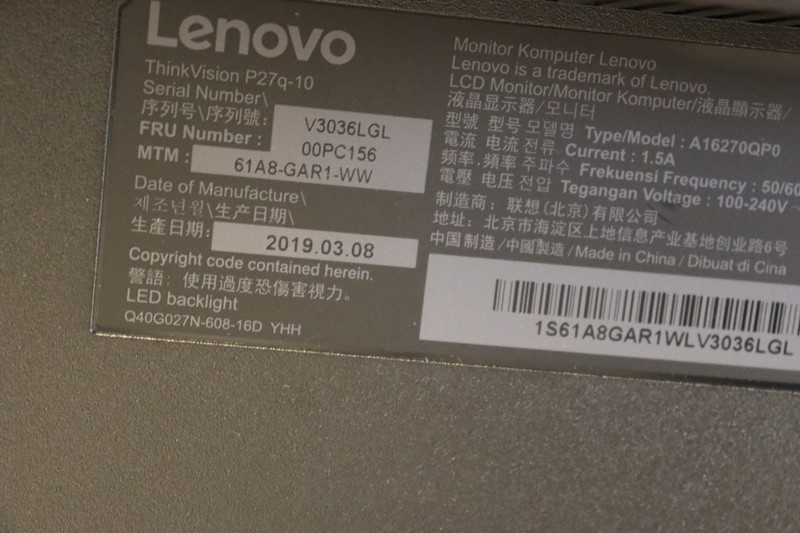 Lenovo
ThinkVision P27q-10
Serial Number\
序列号\序列號: V3036LGL
FRU Number : 00PC156
MTM : 61A8-GAR1-WW
Date of Manufacture\
제조년월\生产日期\
生產日期: 2019.03.08
Copyright code contained herein.
警語: 使用過度恐傷害視力。
LED backlight
Q40G027N-608-16D YHH
Monitor Komputer Lenovo
Lenovo is a trademark of Lenovo.
LCD Monitor/Monitor Komputer/液晶顯示器/
液晶显示器/모니터
型號 型号 모델명 Type/Model : A16270QP0
電流 电流 전류 Current : 1.5A
頻率.頻率 주파수 Frekuensi Frequency : 50/60
電壓 电压 전압 Tegangan Voltage : 100-240V ~
制造商: 联想(北京)有限公司
地址: 北京市海淀区上地信息产业基地创业路6号
中国制造/中國製造/Made in China/Dibuat di Cina
1S61A8GAR1WLV3036LGL